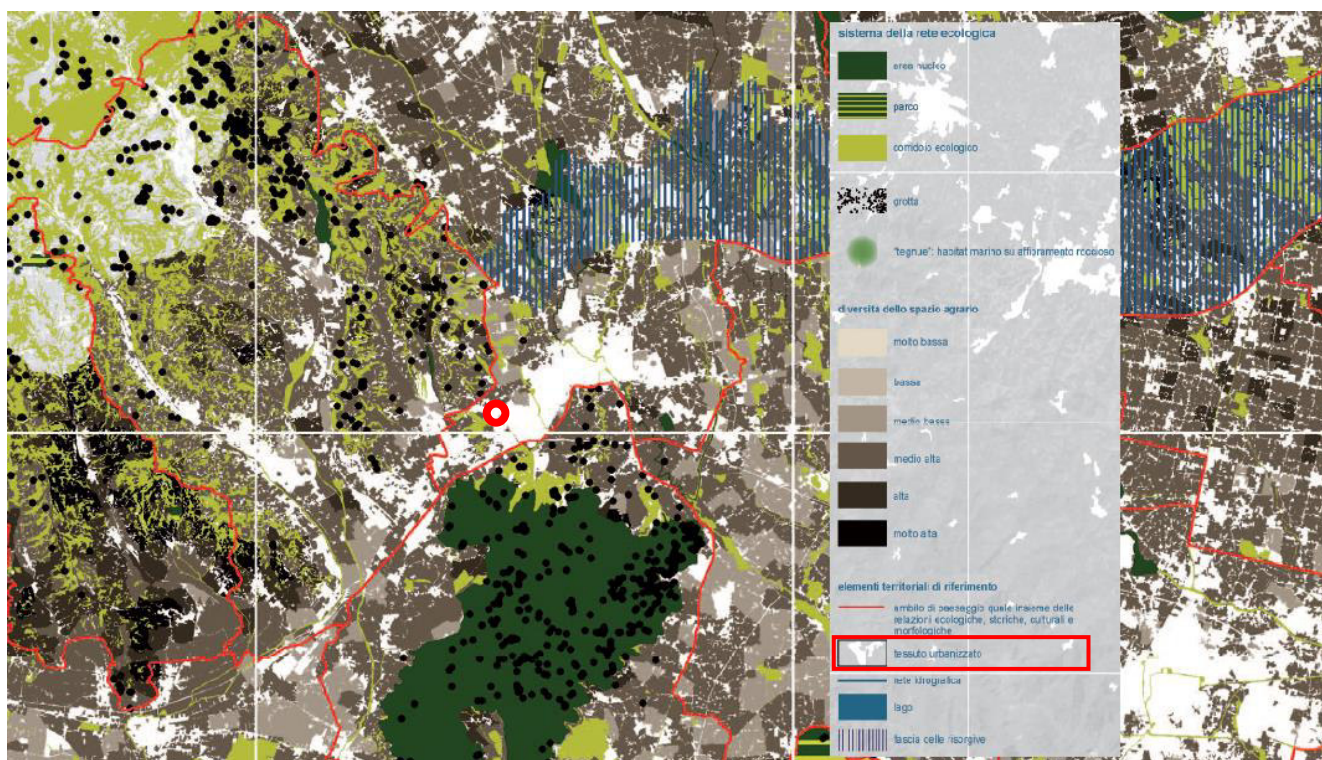 sistema della rete ecologica
area nucleo
parco
corridoio ecologico
grotta
"tegnue": habitat marino su affioramento roccioso
diversità dello spazio agrario
molto bassa
bassa
medio bassa
medio alta
alta
molto alta
elementi territoriali di riferimento
ambito di paesaggio quale insieme delle
relazioni ecologiche, storiche, culturali e
morfologiche
tessuto urbanizzato
rete idrografica
lago
fascia delle risorgive